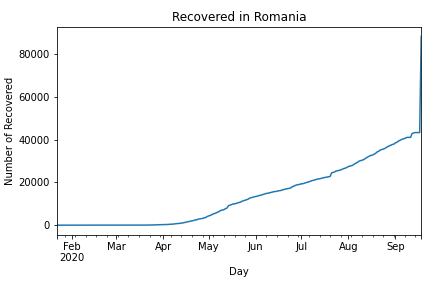 Recovered in Romania
Number of Recovered
80000
60000
40000
20000
0
Feb Mar Apr May Jun Jul Aug Sep
2020
Day